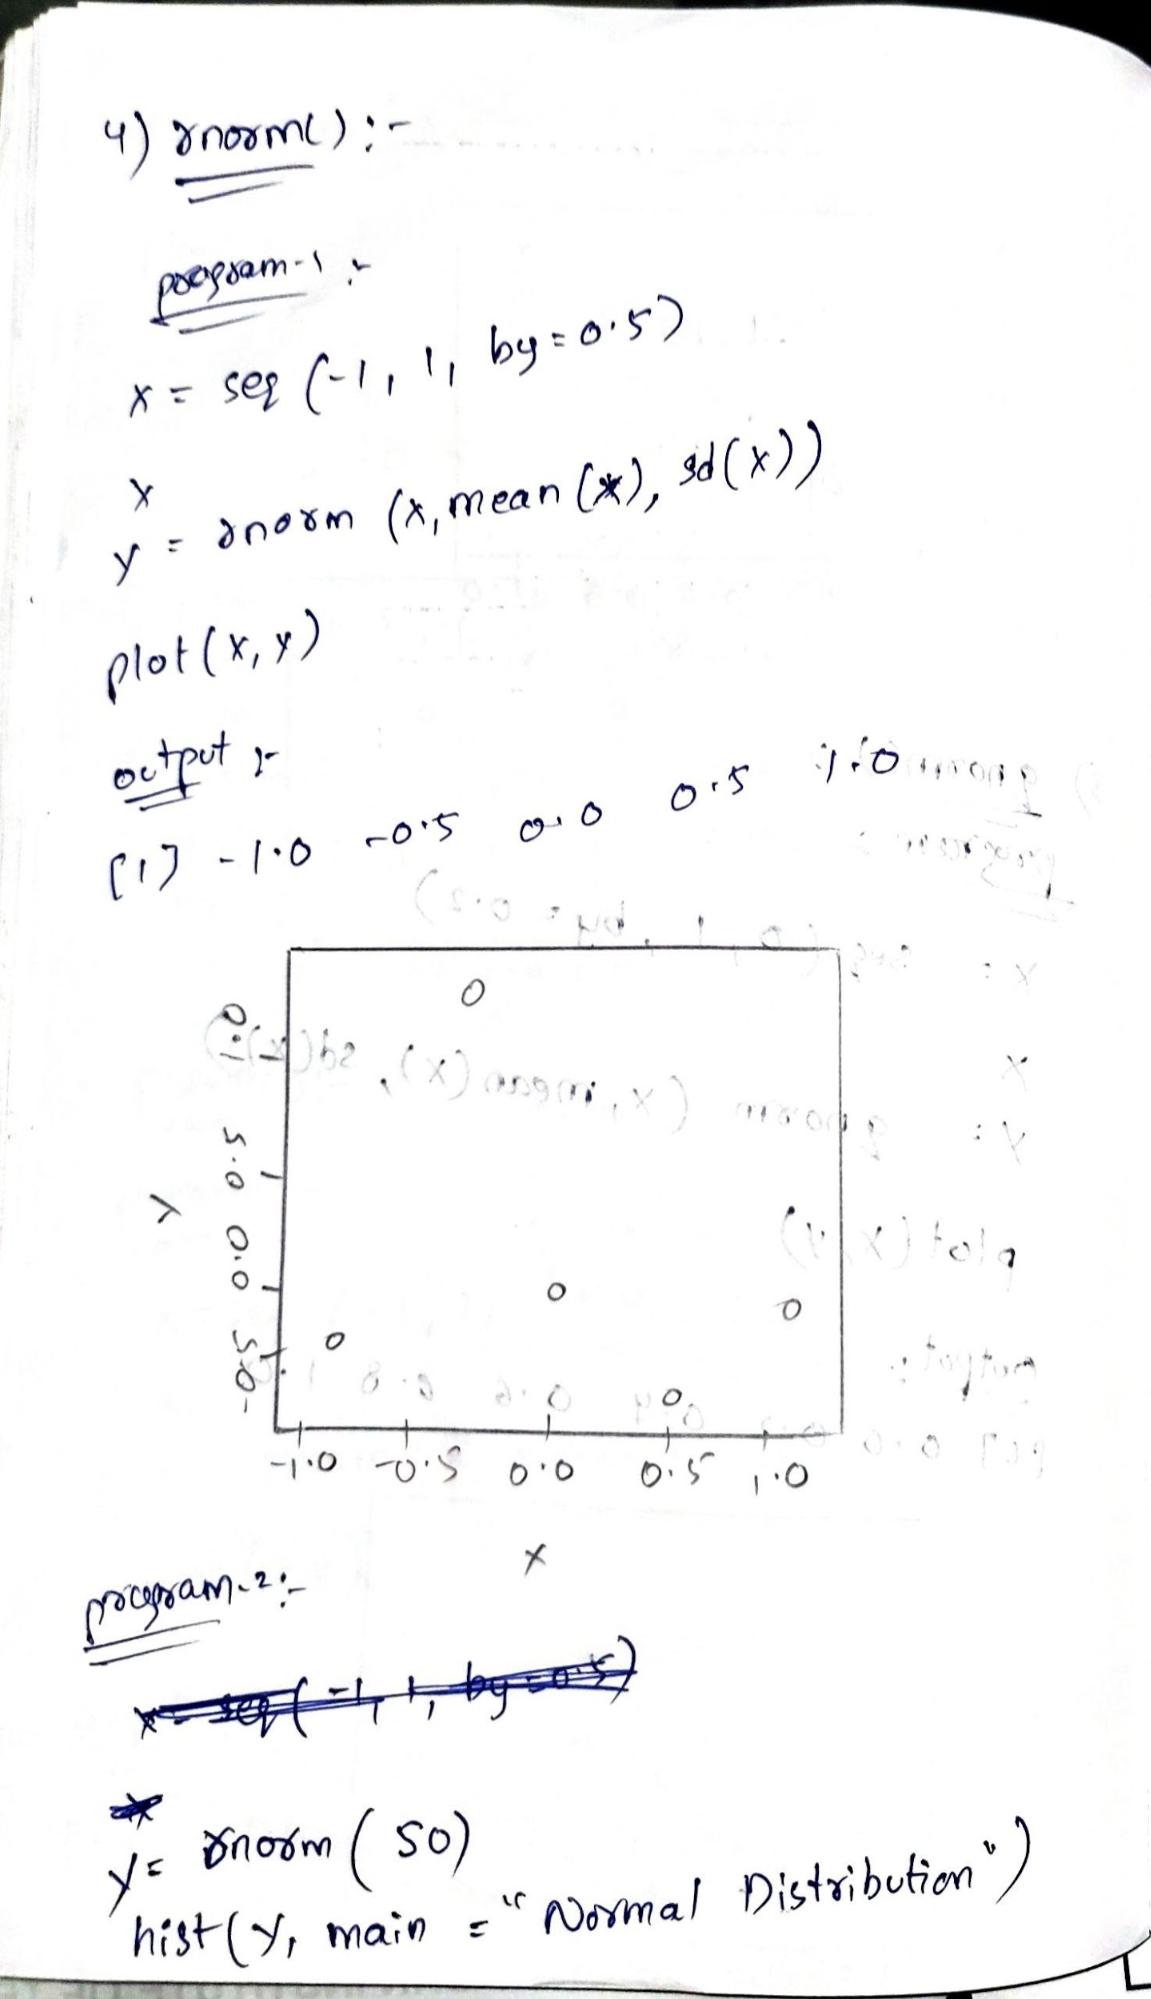 4) rnorm() :-
program-1 :-
x = seq (-1, 1, by = 0.5)
x
y = rnorm (x, mean (x), sd(x))
plot (x, y)
output :-
[1] -1.0 -0.5 0.0 0.5 1.0
1.0
0.5
0.0
-0.5
y
-1.0 -0.5 0.0 0.5 1.0
x
program-2 :-
x = seq (-1, 1, by = 0.5)
y = rnorm (50)
hist (y, main = "Normal Distribution")